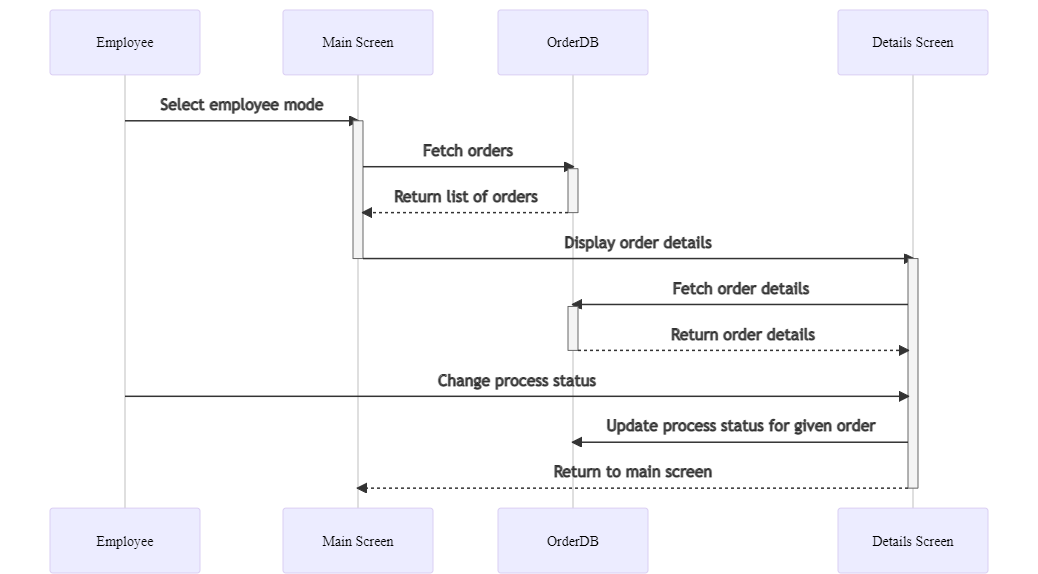 Employee
Main Screen
OrderDB
Details Screen
Select employee mode
Fetch orders
Return list of orders
Display order details
Fetch order details
Return order details
Change process status
Update process status for given order
Return to main screen
Employee
Main Screen
OrderDB
Details Screen